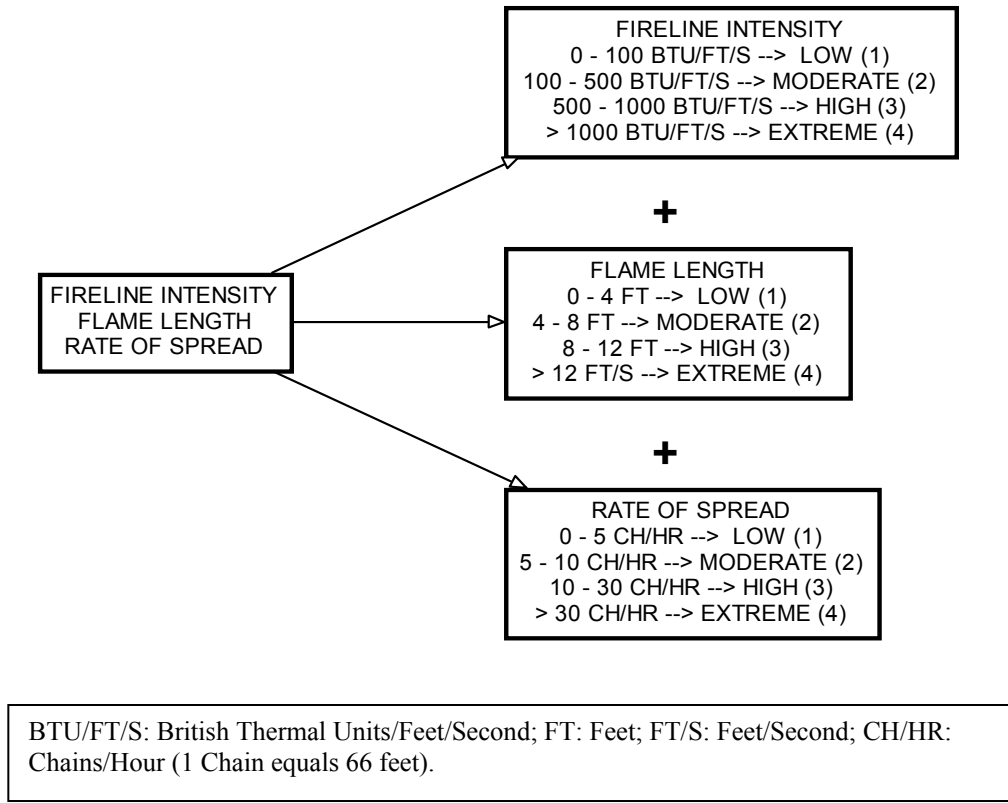 FIRELINE INTENSITY
0 - 100 BTU/FT/S --> LOW (1)
100 - 500 BTU/FT/S --> MODERATE (2)
500 - 1000 BTU/FT/S --> HIGH (3)
> 1000 BTU/FT/S --> EXTREME (4)
+
FIRELINE INTENSITY
FLAME LENGTH
RATE OF SPREAD
FLAME LENGTH
0 - 4 FT --> LOW (1)
4 - 8 FT --> MODERATE (2)
8 - 12 FT --> HIGH (3)
> 12 FT/S --> EXTREME (4)
+
RATE OF SPREAD
0 - 5 CH/HR --> LOW (1)
5 - 10 CH/HR --> MODERATE (2)
10 - 30 CH/HR --> HIGH (3)
> 30 CH/HR --> EXTREME (4)
BTU/FT/S: British Thermal Units/Feet/Second; FT: Feet; FT/S: Feet/Second; CH/HR:
Chains/Hour (1 Chain equals 66 feet).